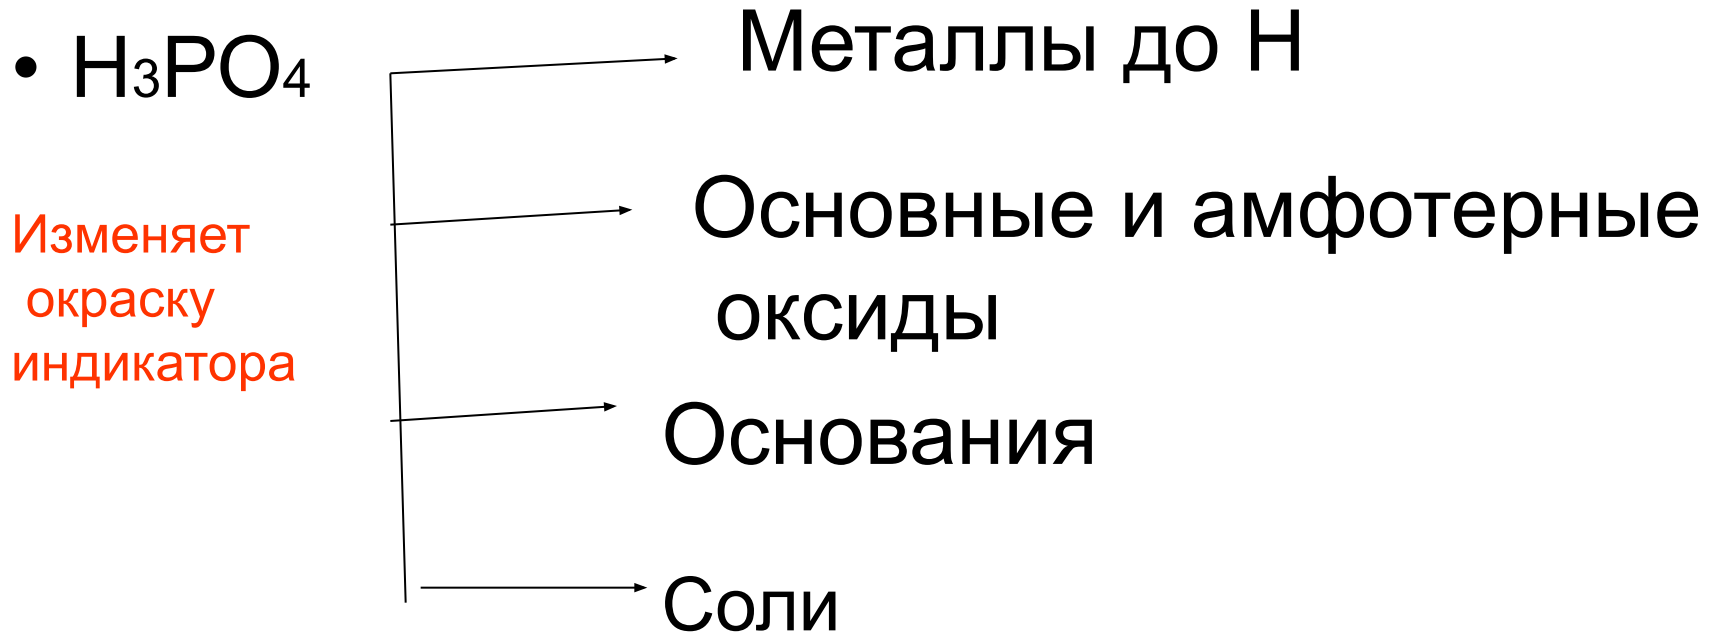 • H₃PO₄
Металлы до Н
Изменяет
окраску
индикатора
Основные и амфотерные
оксиды
Основания
Соли